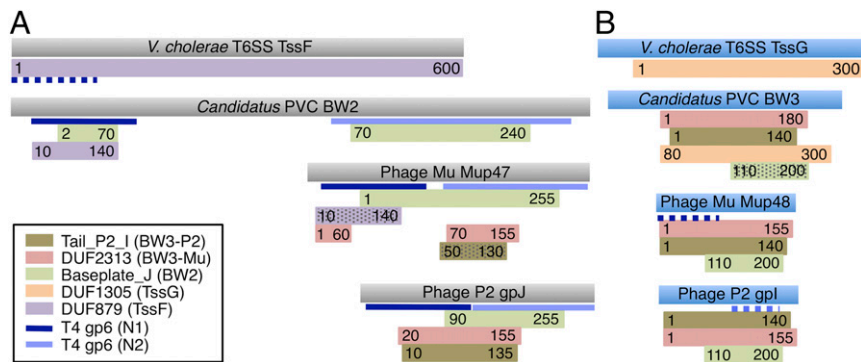 A
V. cholerae T6SS TssF
1 600
Candidatus PVC BW2
2 70
70 240
10 140
Phage Mu Mup47
1 255
10 140
1 60
70 155
50 130
Phage P2 gpJ
90 255
20 155
10 135
Tail_P2_I (BW3-P2)
DUF2313 (BW3-Mu)
Baseplate_J (BW2)
DUF1305 (TssG)
DUF879 (TssF)
T4 gp6 (N1)
T4 gp6 (N2)
B
V. cholerae T6SS TssG
1 300
Candidatus PVC BW3
1 180
1 140
80 300
110 200
Phage Mu Mup48
1 155
1 140
110 200
Phage P2 gpI
1 140
1 155
110 200